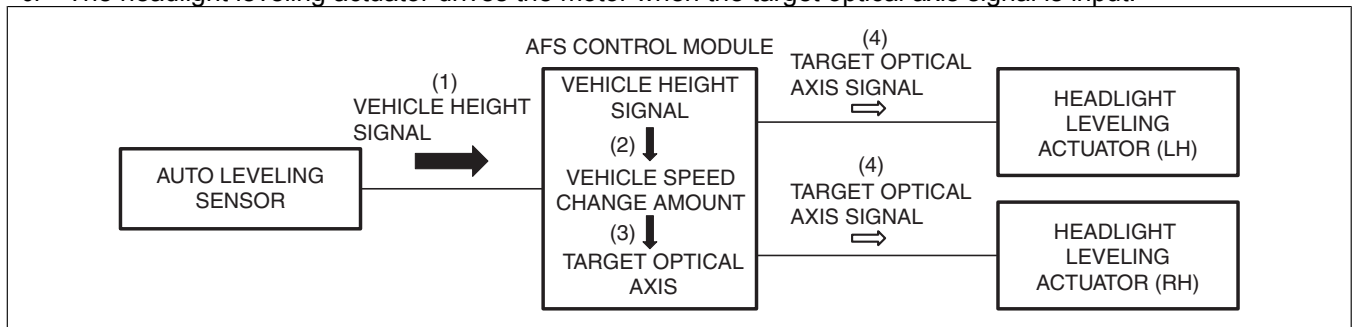 The headlight leveling actuator drives the motor when the target optical axis signal is input.
AFS CONTROL MODULE
(1)
VEHICLE HEIGHT
SIGNAL
AUTO LEVELING
SENSOR
VEHICLE HEIGHT
SIGNAL
(2)
VEHICLE SPEED
CHANGE AMOUNT
(3)
TARGET OPTICAL
AXIS
(4)
TARGET OPTICAL
AXIS SIGNAL
HEADLIGHT
LEVELING
ACTUATOR (LH)
(4)
TARGET OPTICAL
AXIS SIGNAL
HEADLIGHT
LEVELING
ACTUATOR (RH)